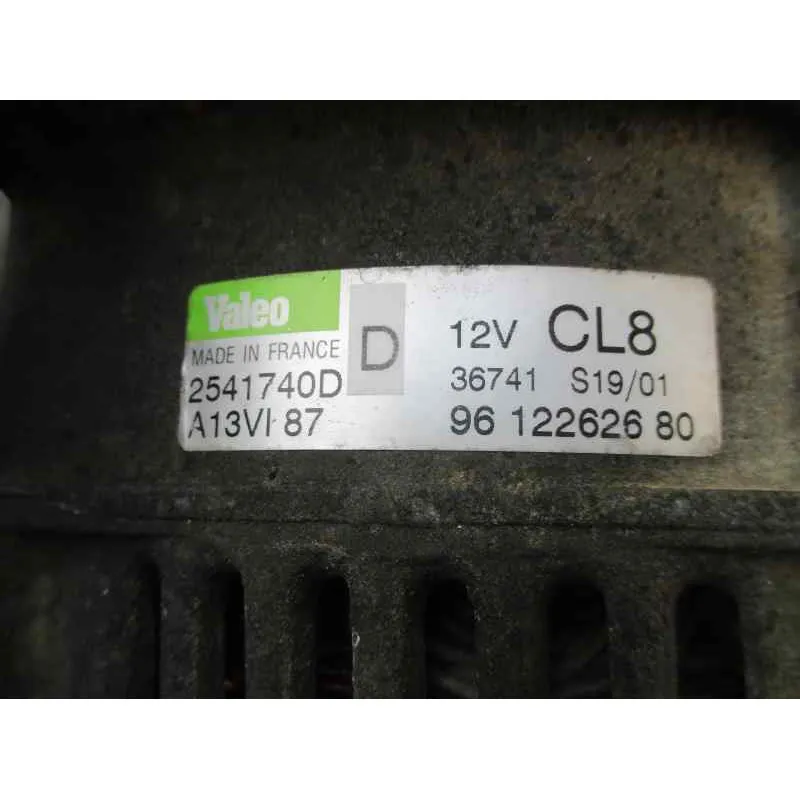 Valeo
MADE IN FRANCE
D
2541740D
A13VI 87
12V CL8
36741 S19/01
96 122626 80